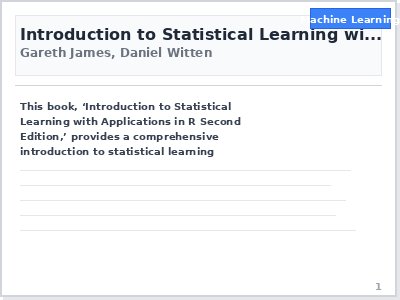 Machine Learning
Introduction to Statistical Learning wi...
Gareth James, Daniel Witten
This book, ‘Introduction to Statistical
Learning with Applications in R Second
Edition,’ provides a comprehensive
introduction to statistical learning
1